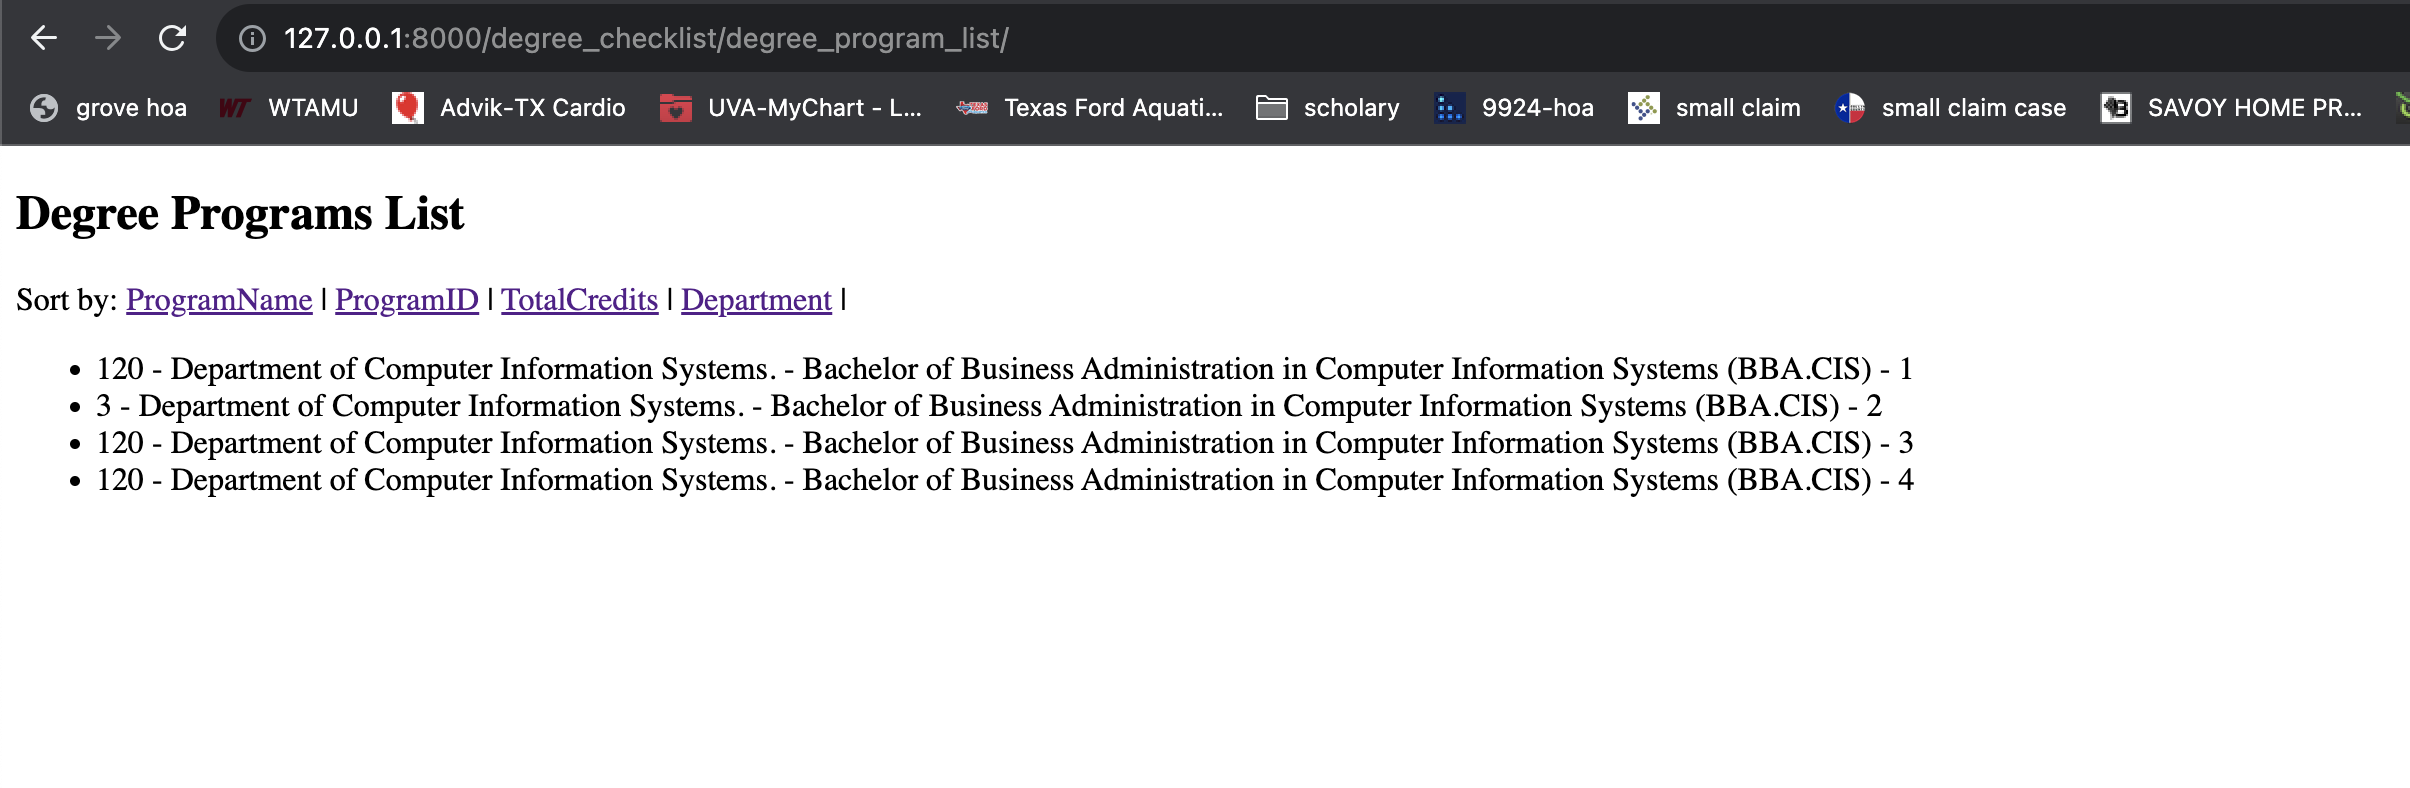 127.0.0.1:8000/degree_checklist/degree_program_list/
grove hoa WT WTAMU Advik-TX Cardio UVA-MyChart - L... Texas Ford Aquati... scholary 9924-hoa small claim small claim case B SAVOY HOME PR...
Degree Programs List
Sort by: ProgramName | ProgramID | TotalCredits | Department |
• 120 - Department of Computer Information Systems. - Bachelor of Business Administration in Computer Information Systems (BBA.CIS) - 1
• 3 - Department of Computer Information Systems. - Bachelor of Business Administration in Computer Information Systems (BBA.CIS) - 2
• 120 - Department of Computer Information Systems. - Bachelor of Business Administration in Computer Information Systems (BBA.CIS) - 3
• 120 - Department of Computer Information Systems. - Bachelor of Business Administration in Computer Information Systems (BBA.CIS) - 4